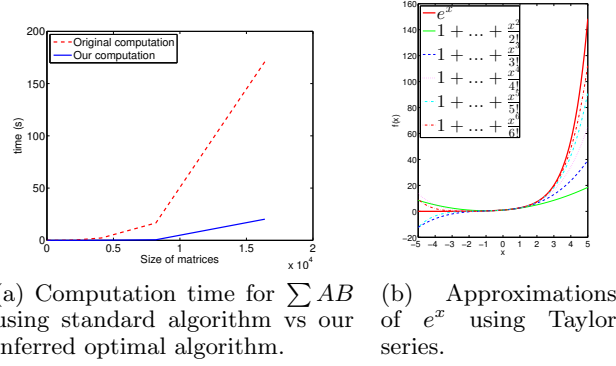 200
150
100
50
0
time (s)
Original computation
Our computation
0
0.5
1
1.5
2
Size of matrices
x 10⁴
160
140
120
100
80
60
40
20
0
−20
f(x)
eˣ
1 + ... + x²/2!
1 + ... + x³/3!
1 + ... + x⁴/4!
1 + ... + x⁵/5!
1 + ... + x⁶/6!
−5 −4 −3 −2 −1 0 1 2 3 4 5
x
a) Computation time for ∑ AB
using standard algorithm vs our
inferred optimal algorithm.
(b) Approximations
of eˣ using Taylor
series.